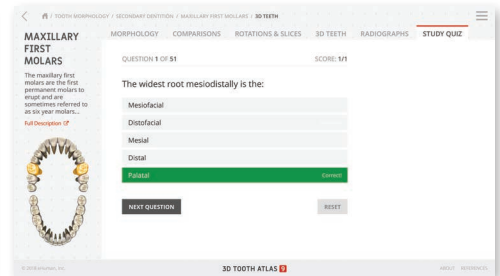 / TOOTH MORPHOLOGY / SECONDARY DENTITION / MAXILLARY FIRST MOLLARS / 3D TEETH
MAXILLARY
FIRST
MOLARS
The maxillary first
molars are the first
permanent molars to
erupt and are
sometimes referred to
as six year molars...
Full Description
MORPHOLOGY COMPARISONS ROTATIONS & SLICES 3D TEETH RADIOGRAPHS STUDY QUIZ
QUESTION 1 OF 51 SCORE: 1/1
The widest root mesiodistally is the:
Mesiofacial
Distofacial
Mesial
Distal
Palatal Correct!
NEXT QUESTION RESET
3D TOOTH ATLAS 9
ABOUT REFERENCES